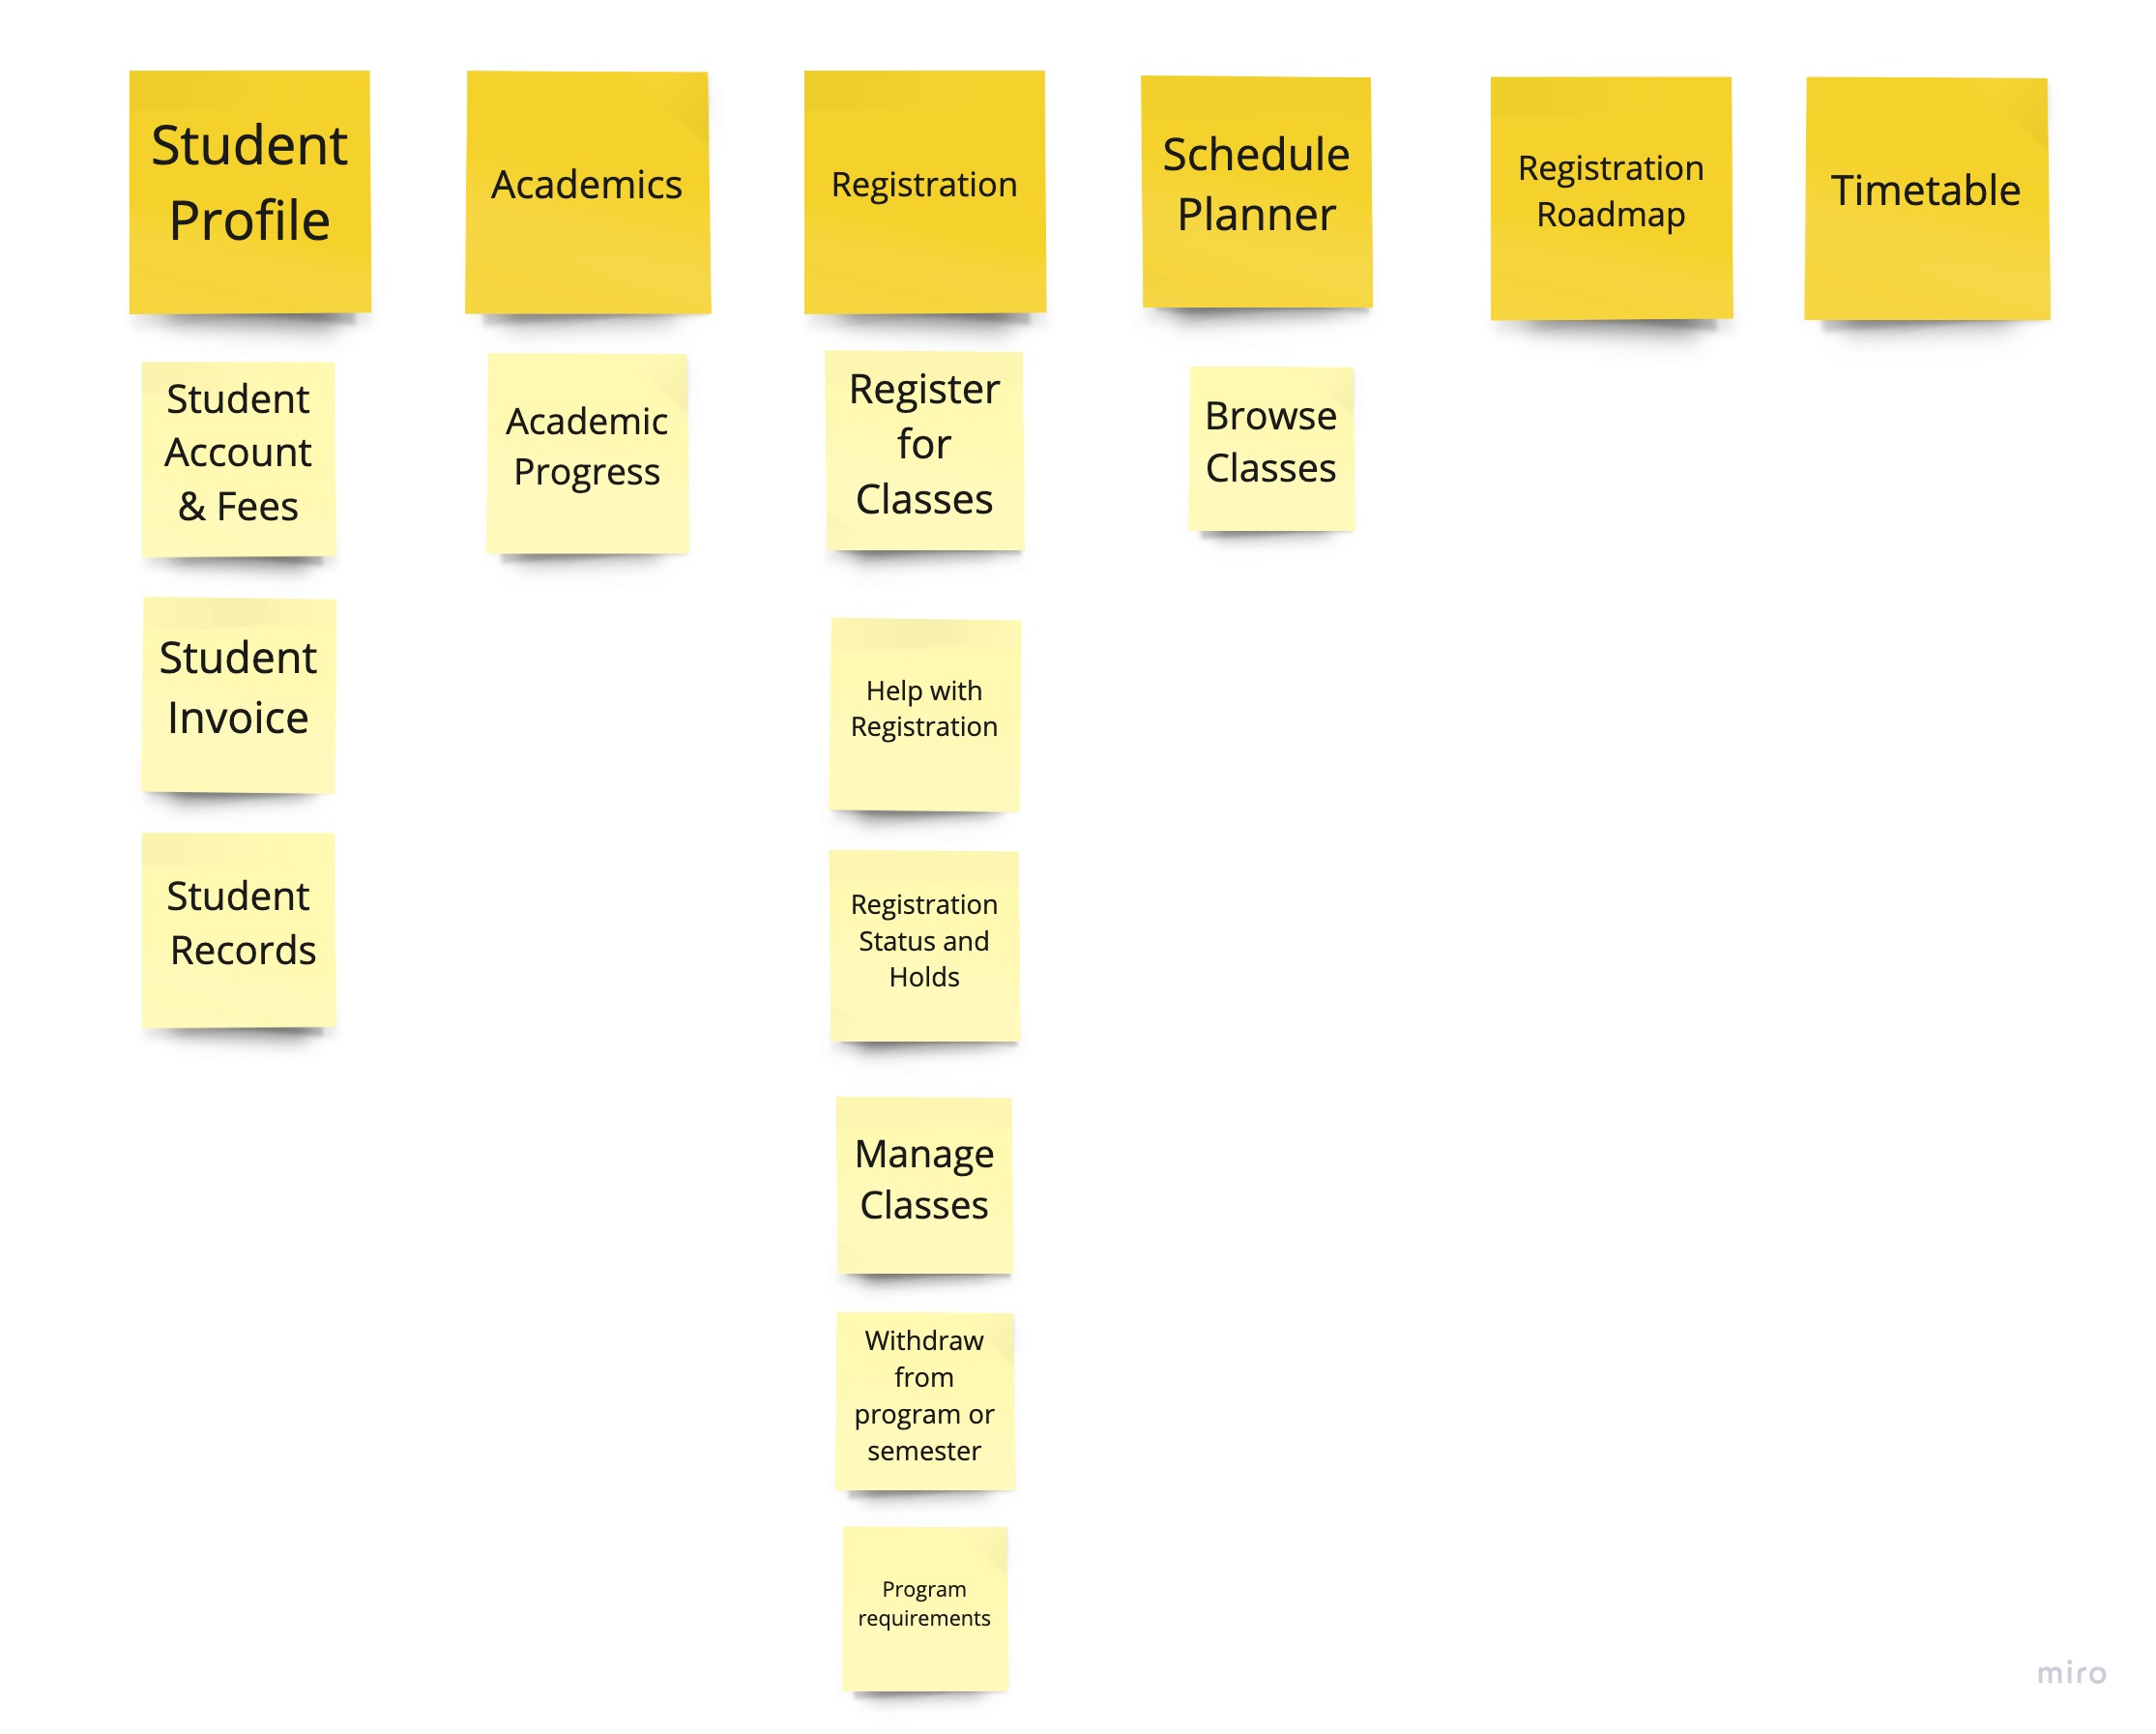 Student
Profile
Academics
Registration
Schedule
Planner
Registration
Roadmap
Timetable
Student
Account
& Fees
Academic
Progress
Register
for
Classes
Browse
Classes
Student
Invoice
Help with
Registration
Student
Records
Registration
Status and
Holds
Manage
Classes
Withdraw
from
program or
semester
Program
requirements
miro